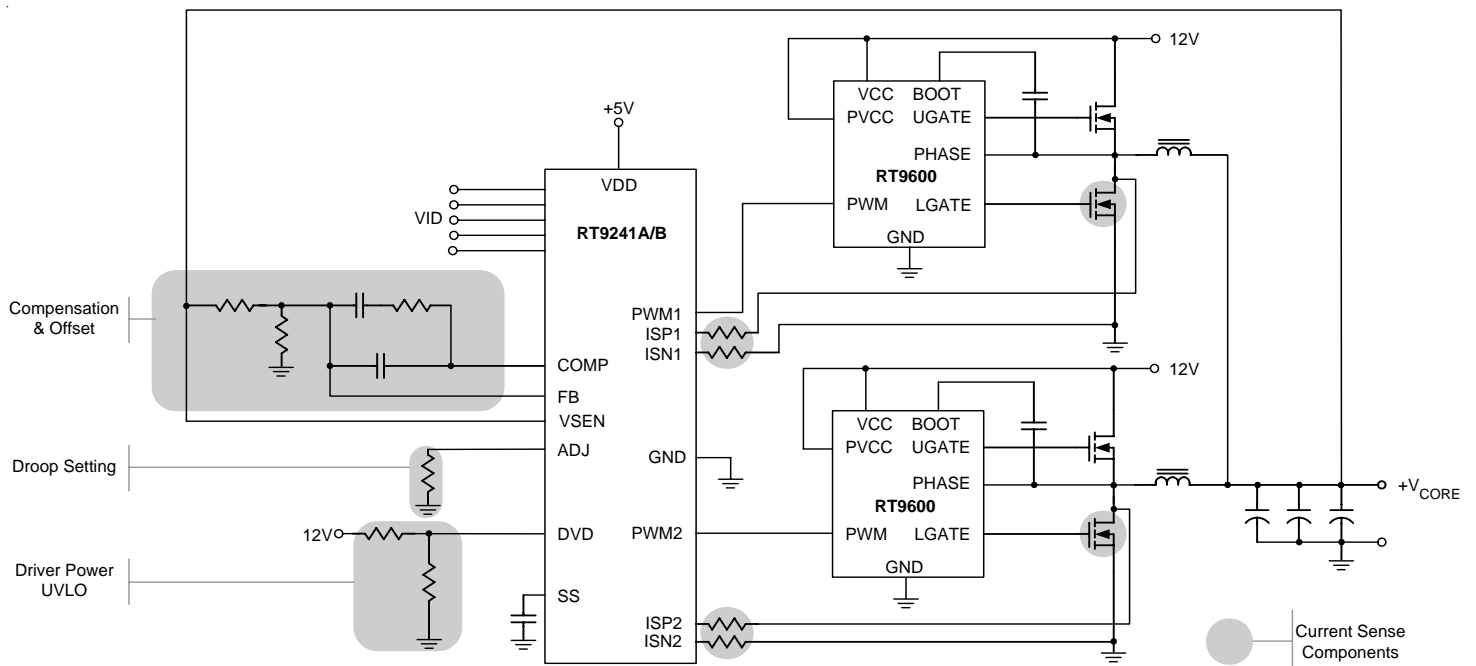 12V
VCC BOOT
PVCC UGATE
PHASE
RT9600
PWM LGATE
GND
+5V
VDD
VID
RT9241A/B
Compensation
& Offset
PWM1
ISP1
ISN1
COMP
FB
VSEN
ADJ
GND
Droop Setting
12V
DVD
PWM2
Driver Power
UVLO
SS
ISP2
ISN2
12V
VCC BOOT
PVCC UGATE
PHASE
RT9600
PWM LGATE
GND
+VCORE
Current Sense
Components